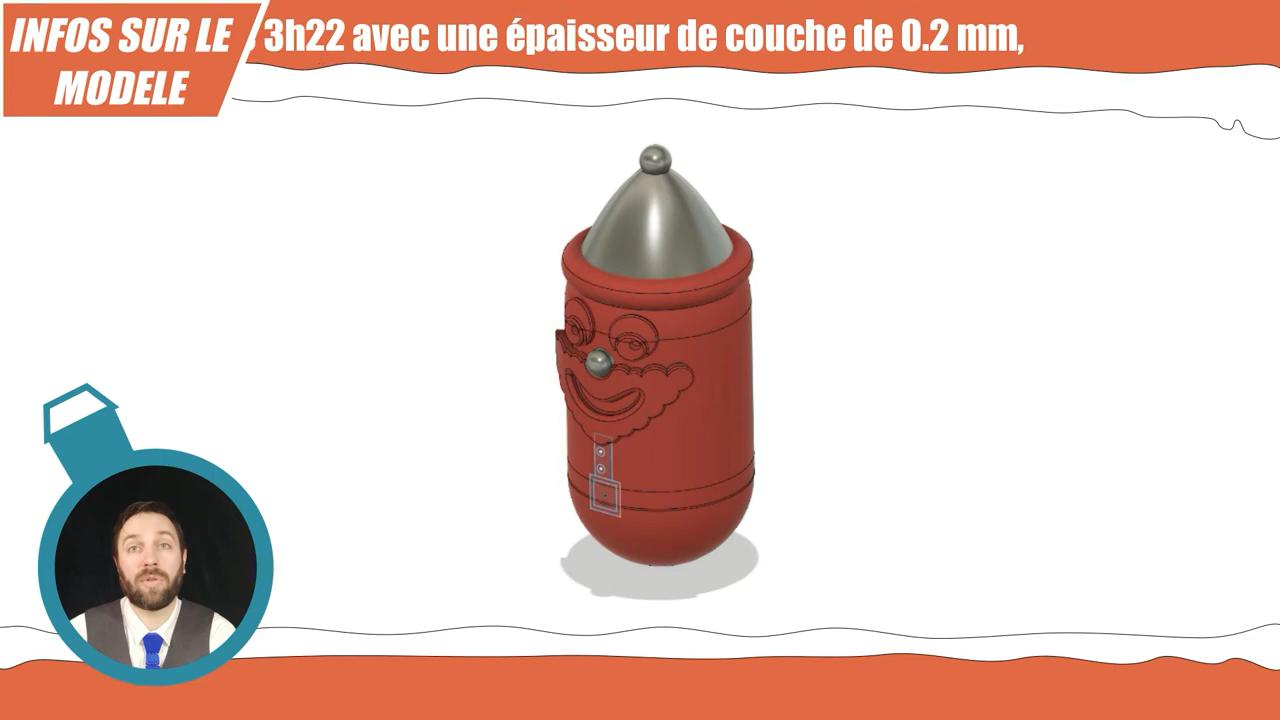 INFOS SUR LE
MODELE
, 3h22 avec une épaisseur de couche de 0.2 mm,